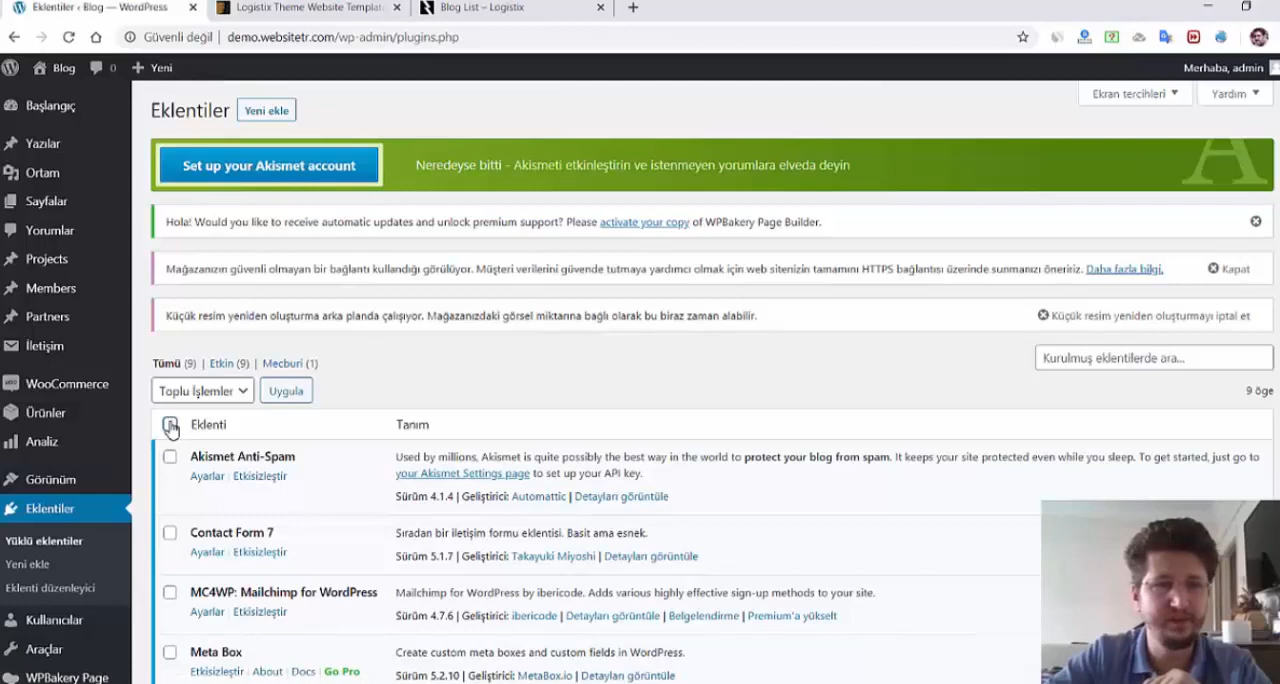 Eklentiler ‹ Blog — WordPress
Logistix Theme Website Templat
Blog List – Logistix
Güvenli değil | demo.websitetr.com/wp-admin/plugins.php
Blog 0 Yeni
Merhaba, admin
Ekran tercihleri
Yardım
Başlangıç
Yazılar
Ortam
Sayfalar
Yorumlar
Projects
Members
Partners
İletişim
WooCommerce
Ürünler
Analiz
Görünüm
Eklentiler
Yüklü eklentiler
Yeni ekle
Eklenti düzenleyici
Kullanıcılar
Araçlar
WPBakery Page
Eklentiler Yeni ekle
Set up your Akismet account
Neredeyse bitti - Akismeti etkinleştirin ve istenmeyen yorumlara elveda deyin
A
Hola! Would you like to receive automatic updates and unlock premium support? Please activate your copy of WPBakery Page Builder.
Mağazanızın güvenli olmayan bir bağlantı kullandığı görülüyor. Müşteri verilerini güvende tutmaya yardımcı olmak için web sitenizin tamamını HTTPS bağlantısı üzerinde sunmanızı öneririz. Daha fazla bilgi.
Kapat
Küçük resim yeniden oluşturma arka planda çalışıyor. Mağazanızdaki görsel miktarına bağlı olarak bu biraz zaman alabilir.
Küçük resim yeniden oluşturmayı iptal et
Tümü (9) | Etkin (9) | Mecburi (1)
Kurulmuş eklentilerde ara...
Toplu İşlemler
Uygula
9 öge
Eklenti
Tanım
Akismet Anti-Spam
Ayarlar | Etkisizleştir
Used by millions, Akismet is quite possibly the best way in the world to protect your blog from spam. It keeps your site protected even while you sleep. To get started, just go to
your Akismet Settings page to set up your API key.
Sürüm 4.1.4 | Geliştirici: Automattic | Detayları görüntüle
Contact Form 7
Ayarlar | Etkisizleştir
Sıradan bir iletişim formu eklentisi. Basit ama esnek.
Sürüm 5.1.7 | Geliştirici: Takayuki Miyoshi | Detayları görüntüle
MC4WP: Mailchimp for WordPress
Ayarlar | Etkisizleştir
Mailchimp for WordPress by ibericode. Adds various highly effective sign-up methods to your site.
Sürüm 4.7.6 | Geliştirici: ibericode | Detayları görüntüle | Belgelendirme | Premium'a yükselt
Meta Box
Etkisizleştir | About | Docs | Go Pro
Create custom meta boxes and custom fields in WordPress.
Sürüm 5.2.10 | Geliştirici: MetaBox.io | Detayları görüntüle